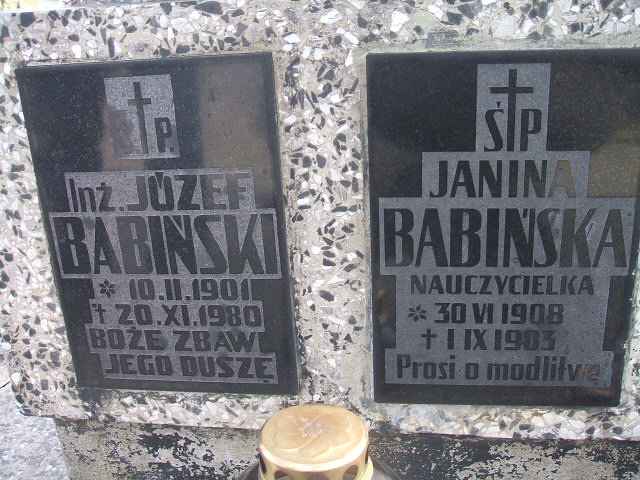 Ś P.
Inż. JÓZEF
BABIŃSKI
* 10.II.1901
† 20.XI.1980
BOŻE ZBAW
JEGO DUSZĘ
Ś P
JANINA
BABIŃSKA
NAUCZYCIELKA
* 30 VI 1908
† 1 IX 1983
Prosi o modlitwę